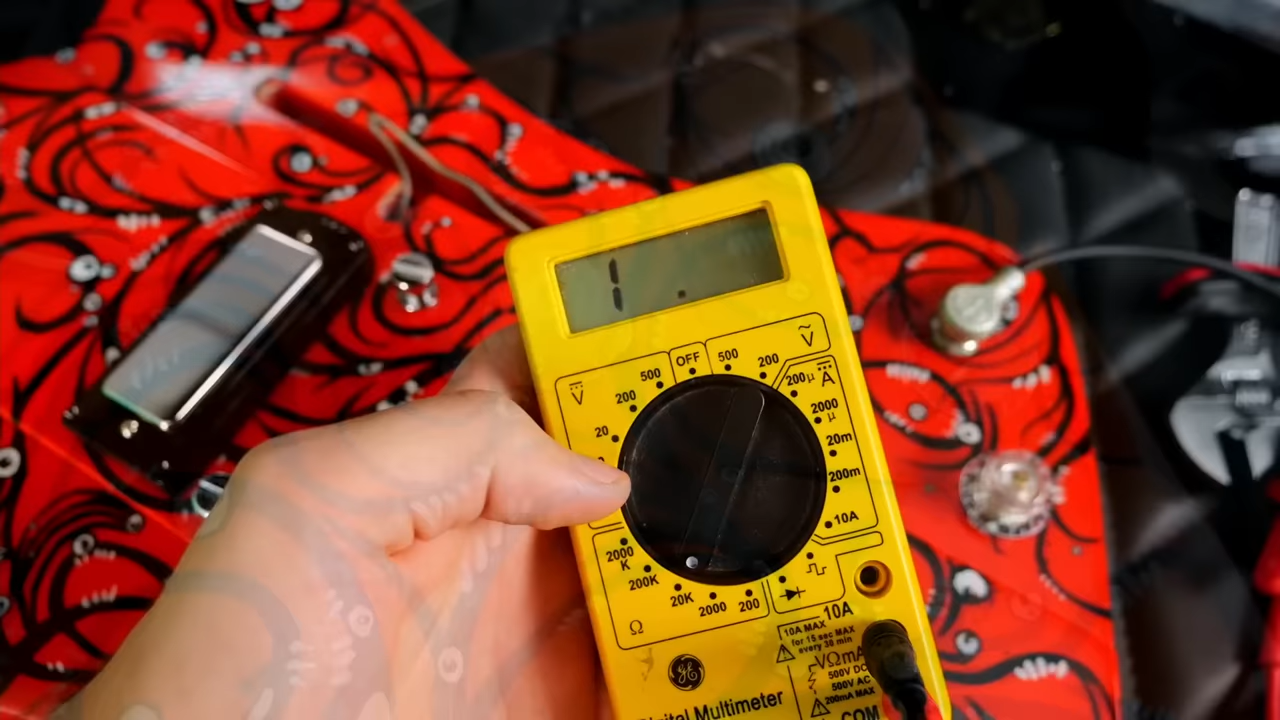 1 .
OFF
500
200
V
500
200
200μ
A
V
2000
μ
20
20m
200m
10A
2000
K
200K
20K
2000
200
Ω
10A
10A MAX
for 15 sec MAX
every 30 min
VΩmA
500V DC
500V AC
200mA MAX
GE
Digital Multimeter
COM